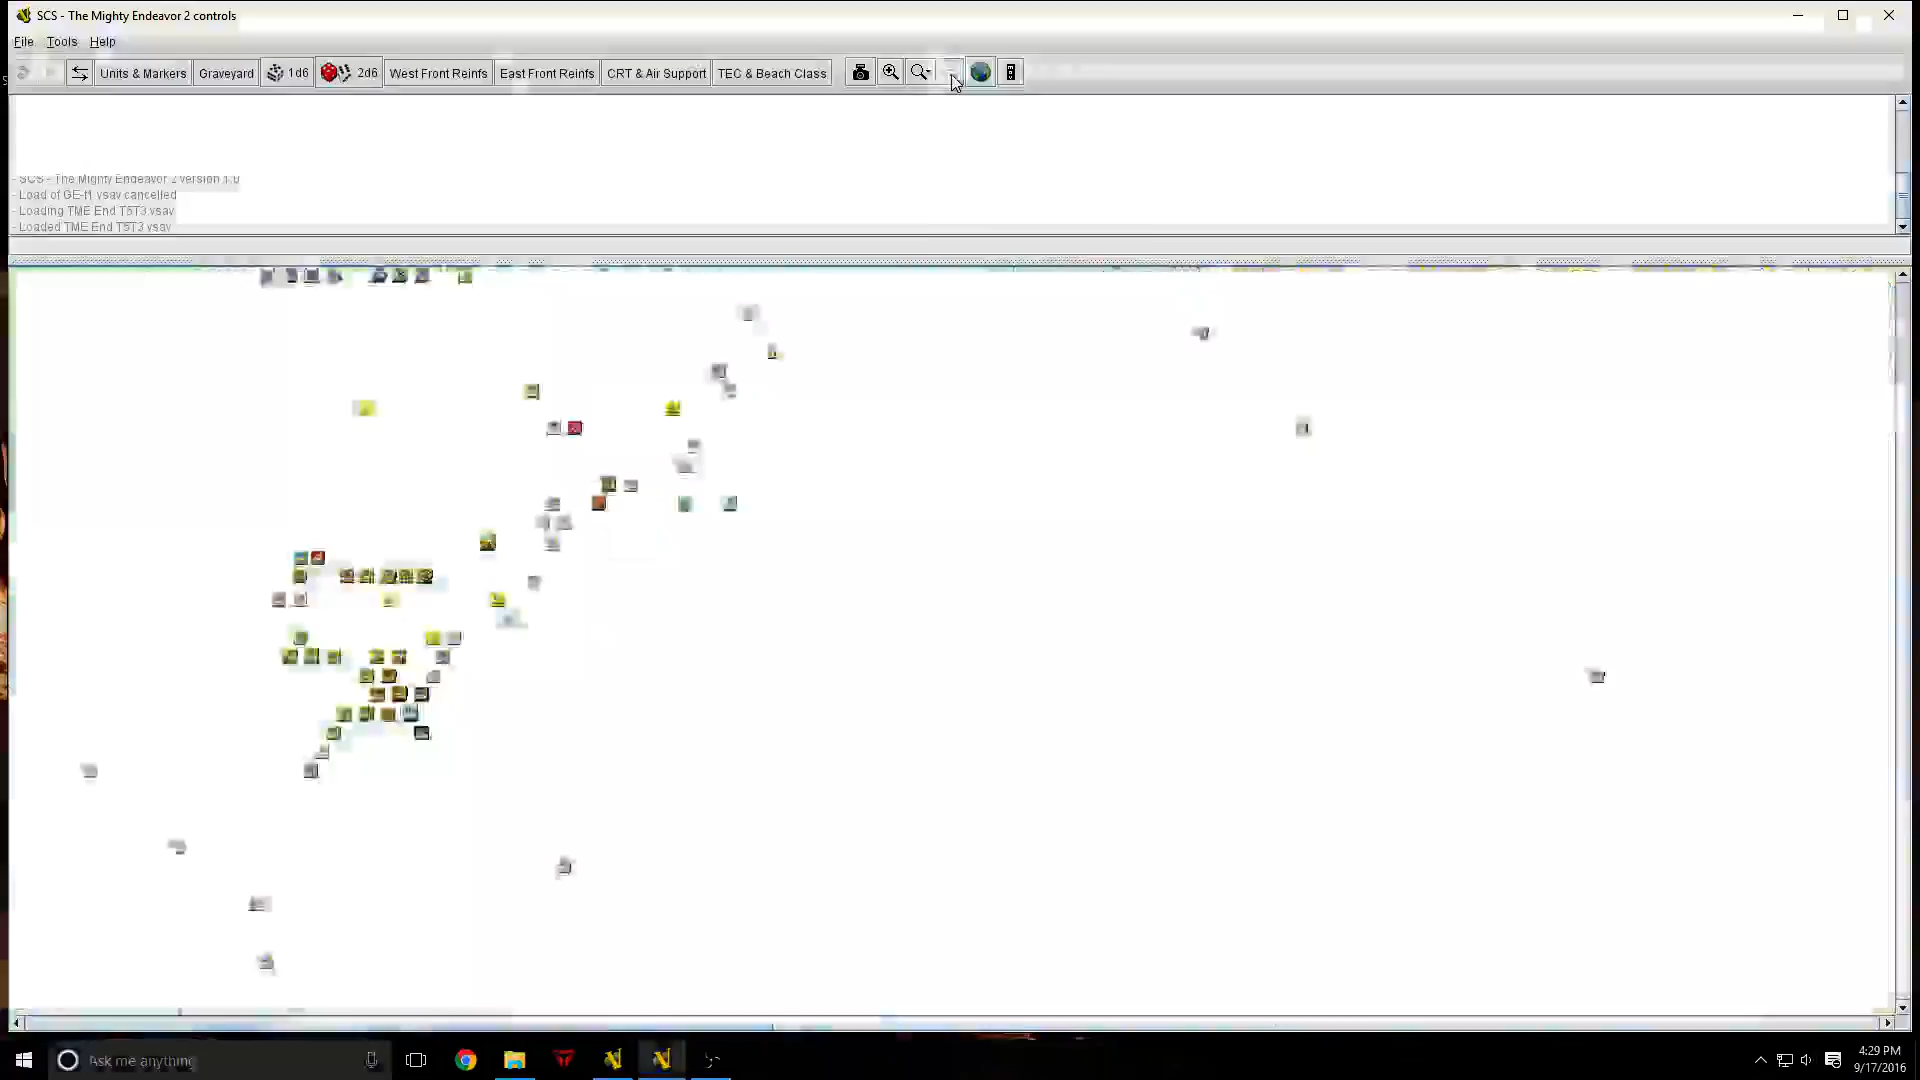 SCS - The Mighty Endeavor 2 controls
File Tools Help
Units & Markers Graveyard 1d6 2d6 West Front Reinfs East Front Reinfs CRT & Air Support TEC & Beach Class
- SCS - The Mighty Endeavor 2 version 1.0
- Load of GE-f1.vsav cancelled
- Loading TME End T5T3.vsav
- Loaded TME End T5T3.vsav
Ask me anything
4:29 PM
9/17/2016